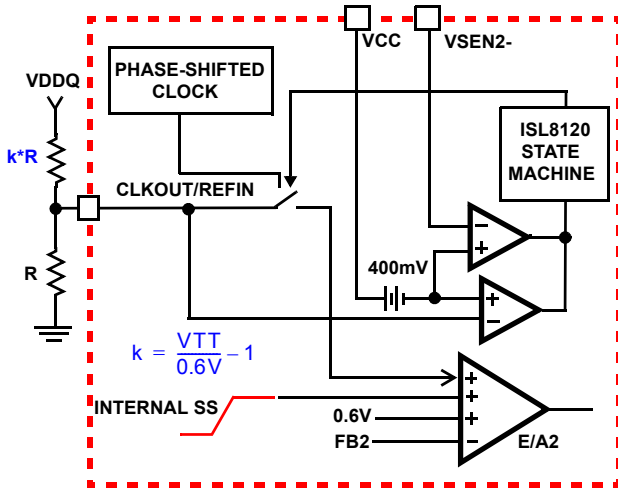 VCC
VSEN2-
PHASE-SHIFTED
CLOCK
VDDQ
k*R
ISL8120
STATE
MACHINE
CLKOUT/REFIN
R
400mV
−
+
+
−
k = VTT/0.6V − 1
INTERNAL SS
0.6V
FB2
+
+
+
−
E/A2